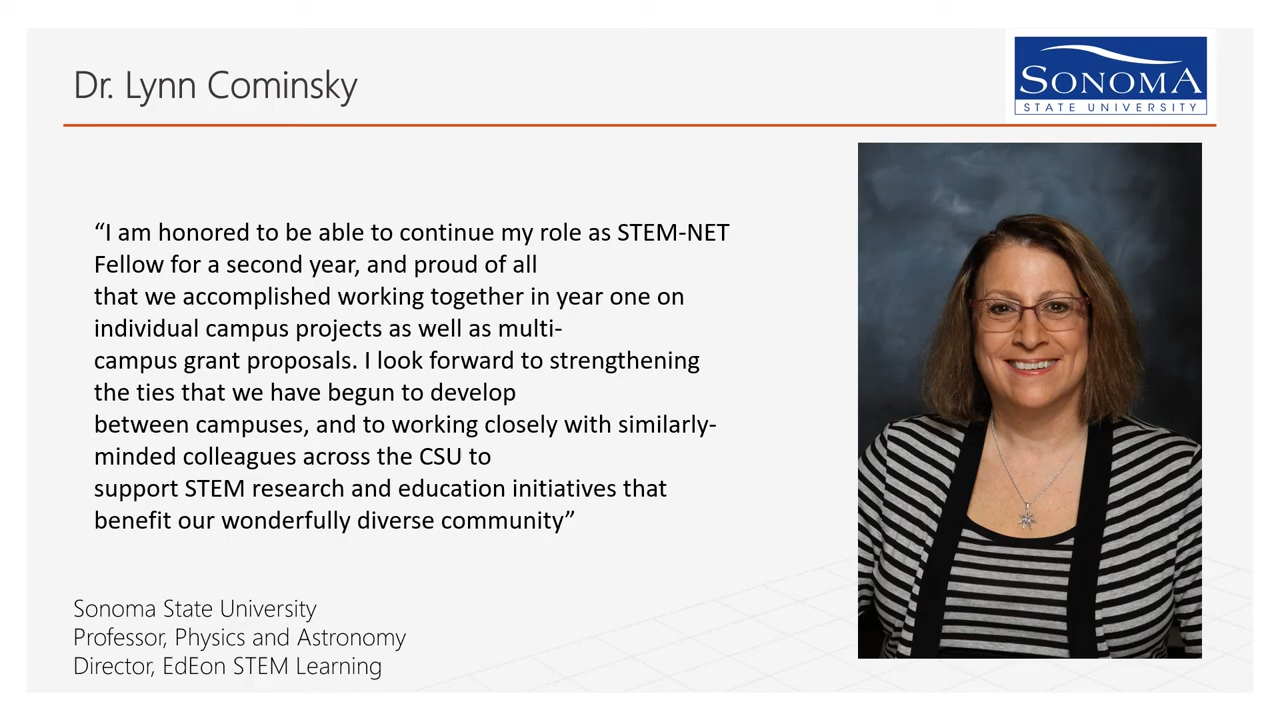 Dr. Lynn Cominsky
SONOMA
STATE UNIVERSITY
“I am honored to be able to continue my role as STEM-NET
Fellow for a second year, and proud of all
that we accomplished working together in year one on
individual campus projects as well as multi-
campus grant proposals. I look forward to strengthening
the ties that we have begun to develop
between campuses, and to working closely with similarly-
minded colleagues across the CSU to
support STEM research and education initiatives that
benefit our wonderfully diverse community”
Sonoma State University
Professor, Physics and Astronomy
Director, EdEon STEM Learning